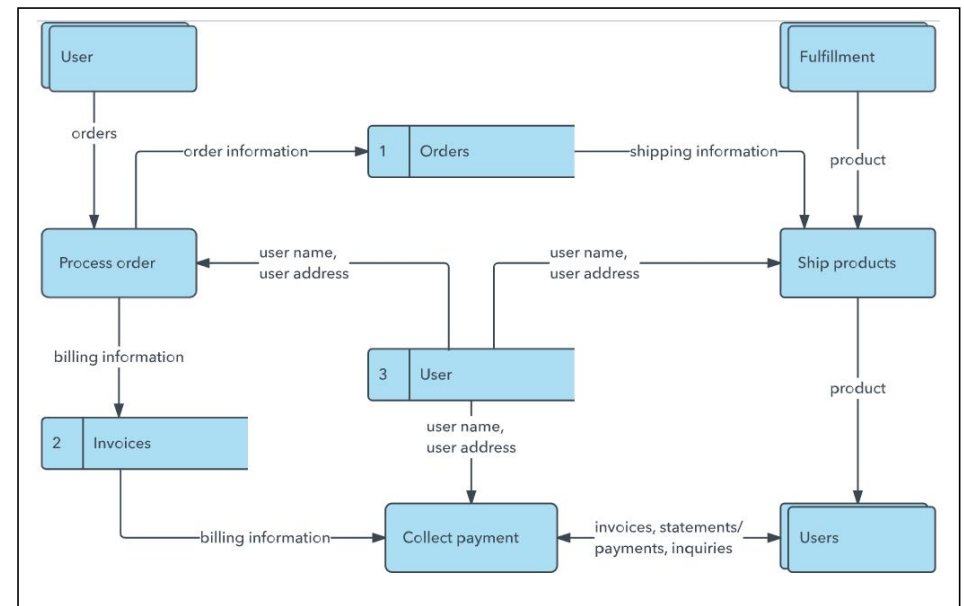 User
Fulfillment
orders
order information
1
Orders
shipping information
product
Process order
user name,
user address
user name,
user address
Ship products
billing information
3
User
product
2
Invoices
user name,
user address
billing information
Collect payment
invoices, statements/
payments, inquiries
Users